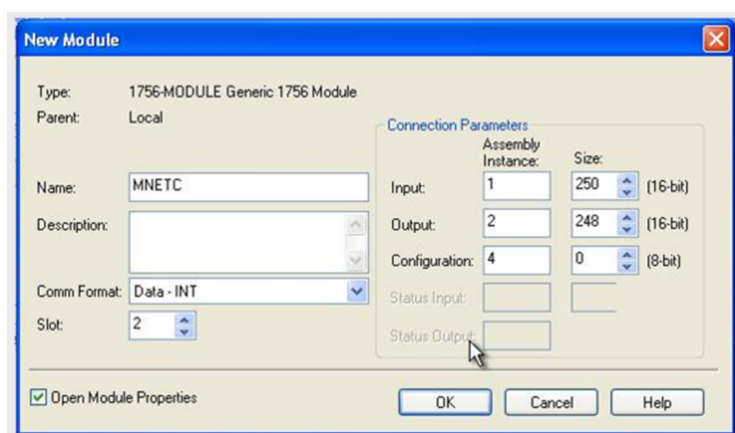 New Module
Type: 1756-MODULE Generic 1756 Module
Parent: Local
Connection Parameters
Assembly Instance: Size:
Name: MNETC
Input: 1 250 (16-bit)
Description:
Output: 2 248 (16-bit)
Configuration: 4 0 (8-bit)
Comm Format: Data - INT
Status Input:
Slot: 2
Status Output:
Open Module Properties
OK Cancel Help